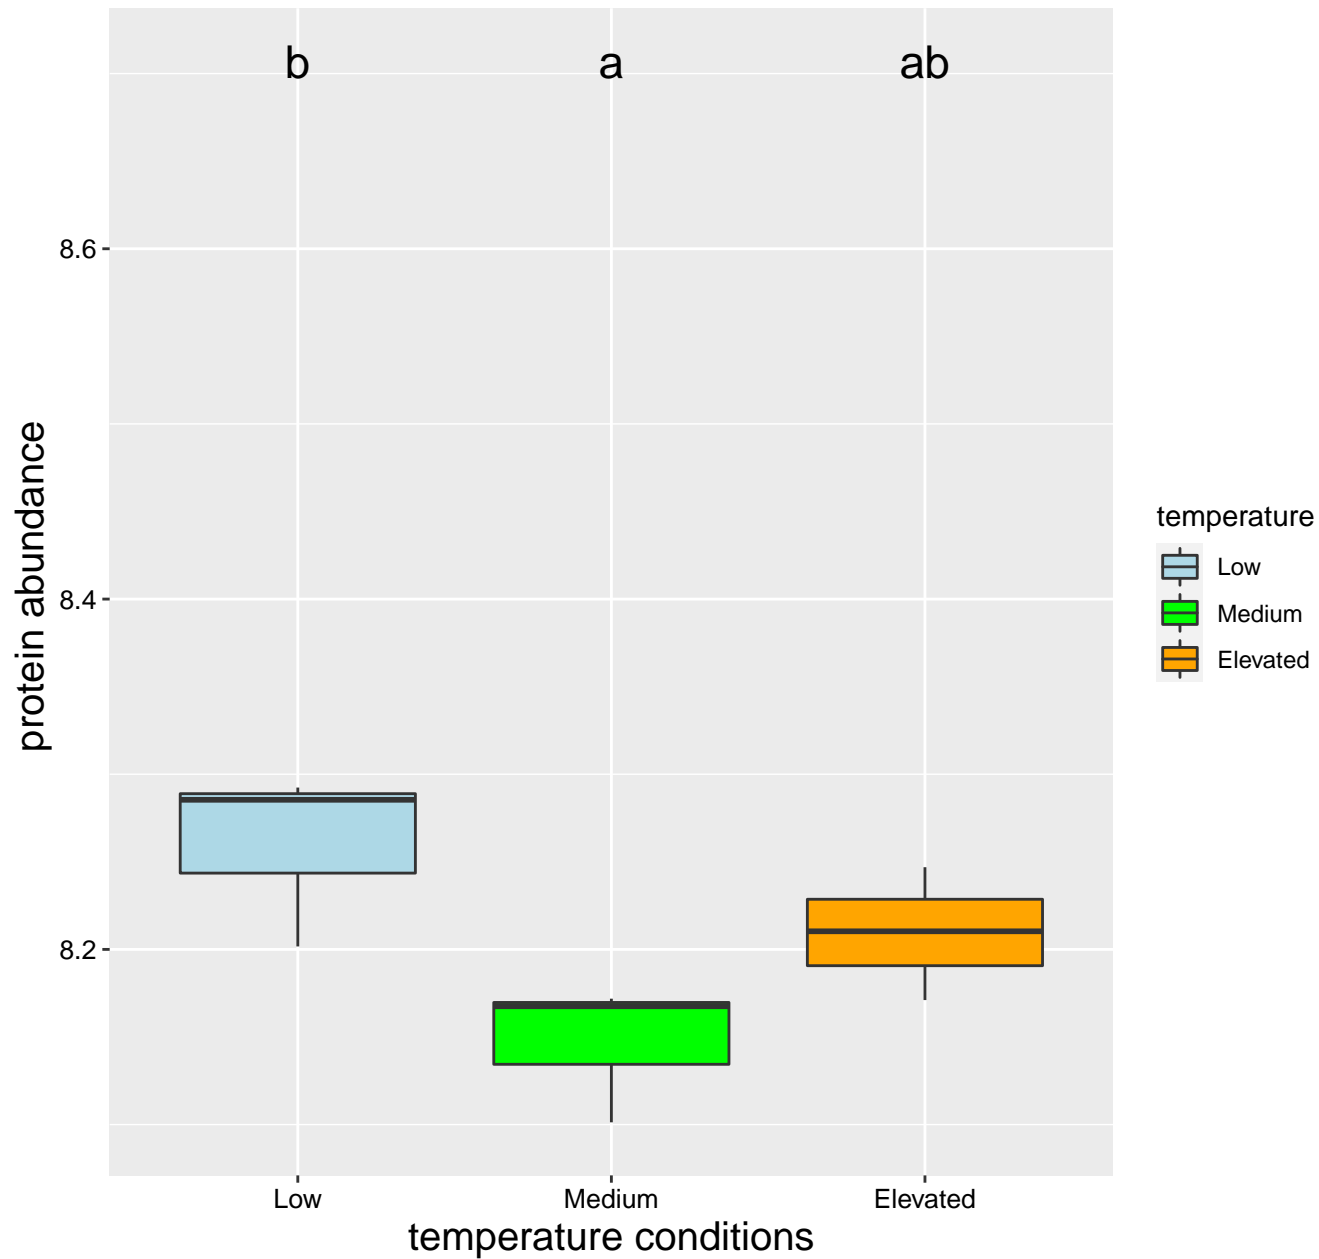 b a ab
8.6
8.4
8.2
protein abundance
Low Medium Elevated
temperature conditions
temperature
Low
Medium
Elevated